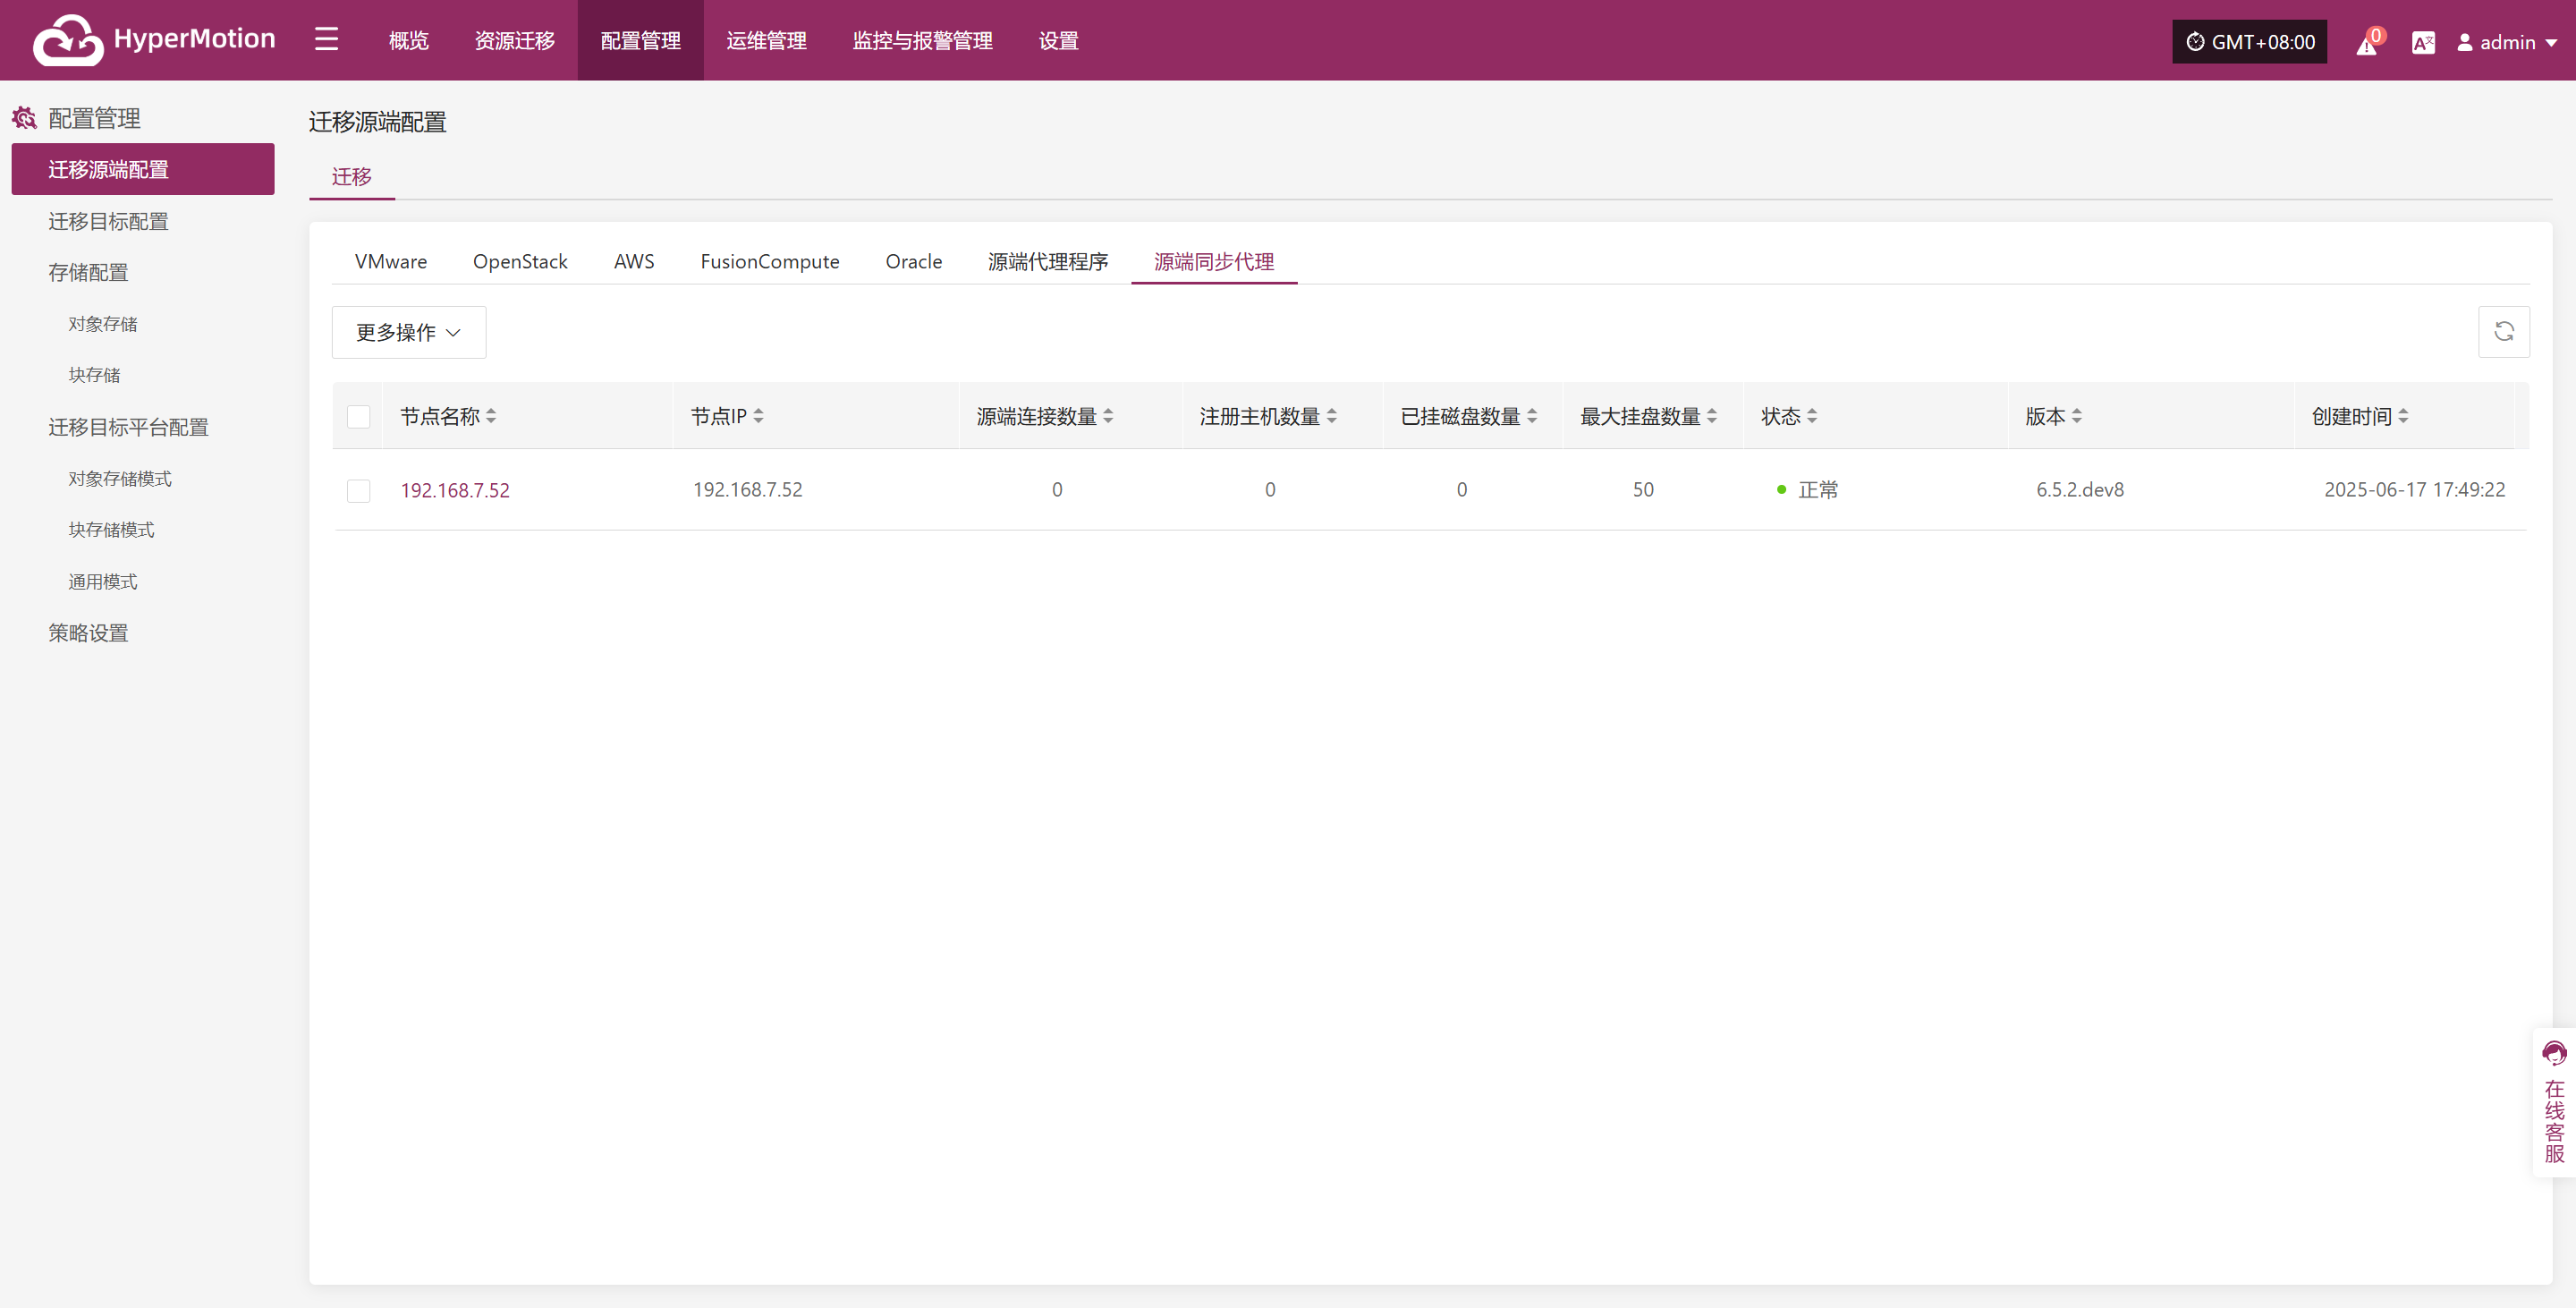 HyperMotion
概览 资源迁移 配置管理 运维管理 监控与报警管理 设置
GMT+08:00
0
A文
admin
配置管理
迁移源端配置
迁移目标配置
存储配置
对象存储
块存储
迁移目标平台配置
对象存储模式
块存储模式
通用模式
策略设置
迁移源端配置
迁移
VMware OpenStack AWS FusionCompute Oracle 源端代理程序 源端同步代理
更多操作
节点名称 节点IP 源端连接数量 注册主机数量 已挂磁盘数量 最大挂盘数量 状态 版本 创建时间
192.168.7.52 192.168.7.52 0 0 0 50 正常 6.5.2.dev8 2025-06-17 17:49:22
在线客服